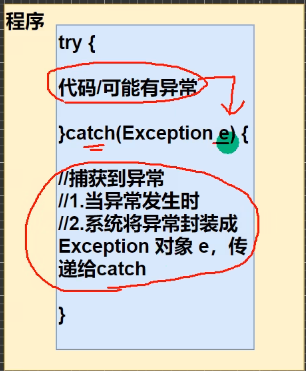 程序
try {
代码/可能有异常
}catch(Exception e) {
//捕获到异常
//1.当异常发生时
//2.系统将异常封装成
Exception 对象 e，传
递给catch
}